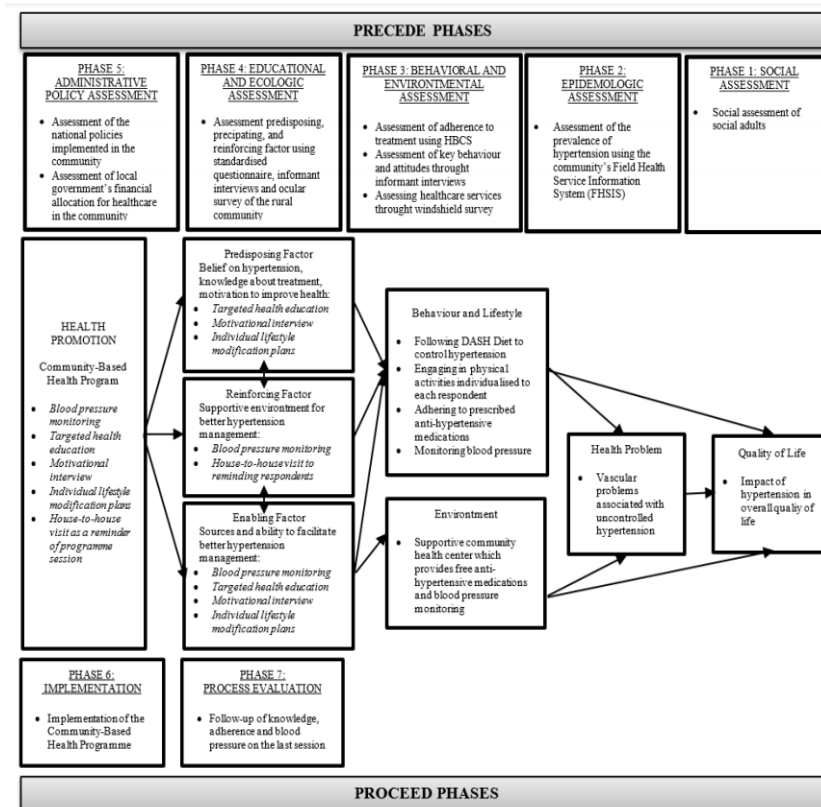 PRECEDE PHASES
PHASE 5:
ADMINISTRATIVE
POLICY ASSESSMENT
• Assessment of the
national policies
implemented in the
community
• Assessment of local
government's financial
allocation for healthcare
in the community
PHASE 4: EDUCATIONAL
AND ECOLOGIC
ASSESSMENT
• Assessment predisposing,
precipating, and
reinforcing factor using
standardised
questionnaire, informant
interviews and ocular
survey of the rural
community
PHASE 3: BEHAVIORAL AND
ENVIRONTMENTAL
ASSESSMENT
• Assessment of adherence to
treatment using HBCS
• Assessment of key behaviour
and attitudes throught
informant interviews
• Assessing healthcare services
throught windshield survey
PHASE 2:
EPIDEMOLOGIC
ASSESSMENT
• Assessment of the
prevalence of
hypertension using the
community's Field Health
Service Information
System (FHSIS)
PHASE 1: SOCIAL
ASSESSMENT
• Social assessment of
social adults
HEALTH
PROMOTION
Community-Based
Health Program
• Blood pressure
monitoring
• Targeted health
education
• Motivational
interview
• Individual lifestyle
modification plans
• House-to-house
visit as a reminder
of programme
session
Predisposing Factor
Belief on hypertension,
knowledge about treatment,
motivation to improve health:
• Targeted health education
• Motivational interview
• Individual lifestyle
modification plans
Reinforcing Factor
Supportive environment for
better hypertension
management:
• Blood pressure monitoring
• House-to-house visit to
reminding respondents
Enabling Factor
Sources and ability to facilitate
better hypertension
management:
• Blood pressure monitoring
• Targeted health education
• Motivational interview
• Individual lifestyle
modification plans
Behaviour and Lifestyle
• Following DASH Diet to
control hypertension
• Engaging in physical
activities individualised to
each respondent
• Adhering to prescribed
anti-hypertensive
medications
• Monitoring blood pressure
Environtment
• Supportive community
health center which
provides free anti-
hypertensive medications
and blood pressure
monitoring
Health Problem
• Vascular
problems
associated with
uncontrolled
hypertension
Quality of Life
• Impact of
hypertension in
overall qualiy of
life
PHASE 6:
IMPLEMENTATION
• Implementation of the
Community-Based
Health Programme
PHASE 7:
PROCESS EVALUATION
• Follow-up of knowledge,
adherence and blood
pressure on the last session
PROCEED PHASES